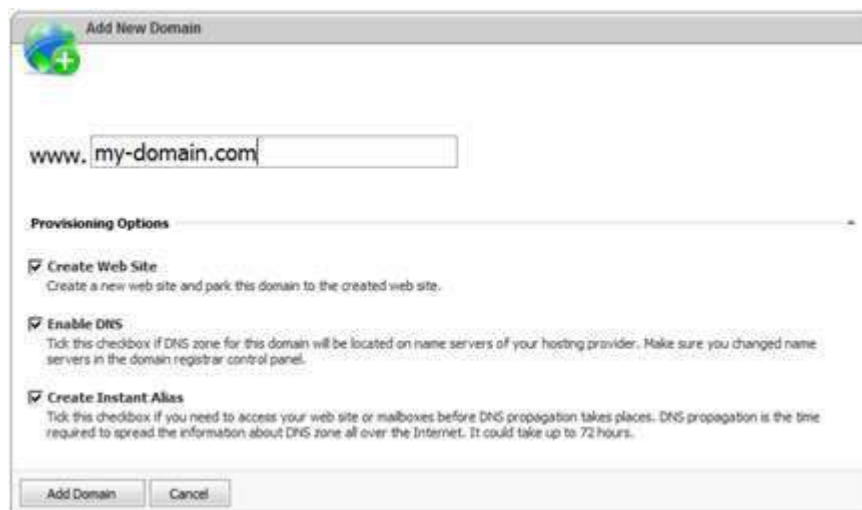 Add New Domain
www. my-domain.com
Provisioning Options
Create Web Site
Create a new web site and park this domain to the created web site.
Enable DNS
Tick this checkbox if DNS zone for this domain will be located on name servers of your hosting provider. Make sure you changed name
servers in the domain registrar control panel.
Create Instant Alias
Tick this checkbox if you need to access your web site or mailboxes before DNS propagation takes places. DNS propagation is the time
required to spread the information about DNS zone all over the Internet. It could take up to 72 hours.
Add Domain Cancel